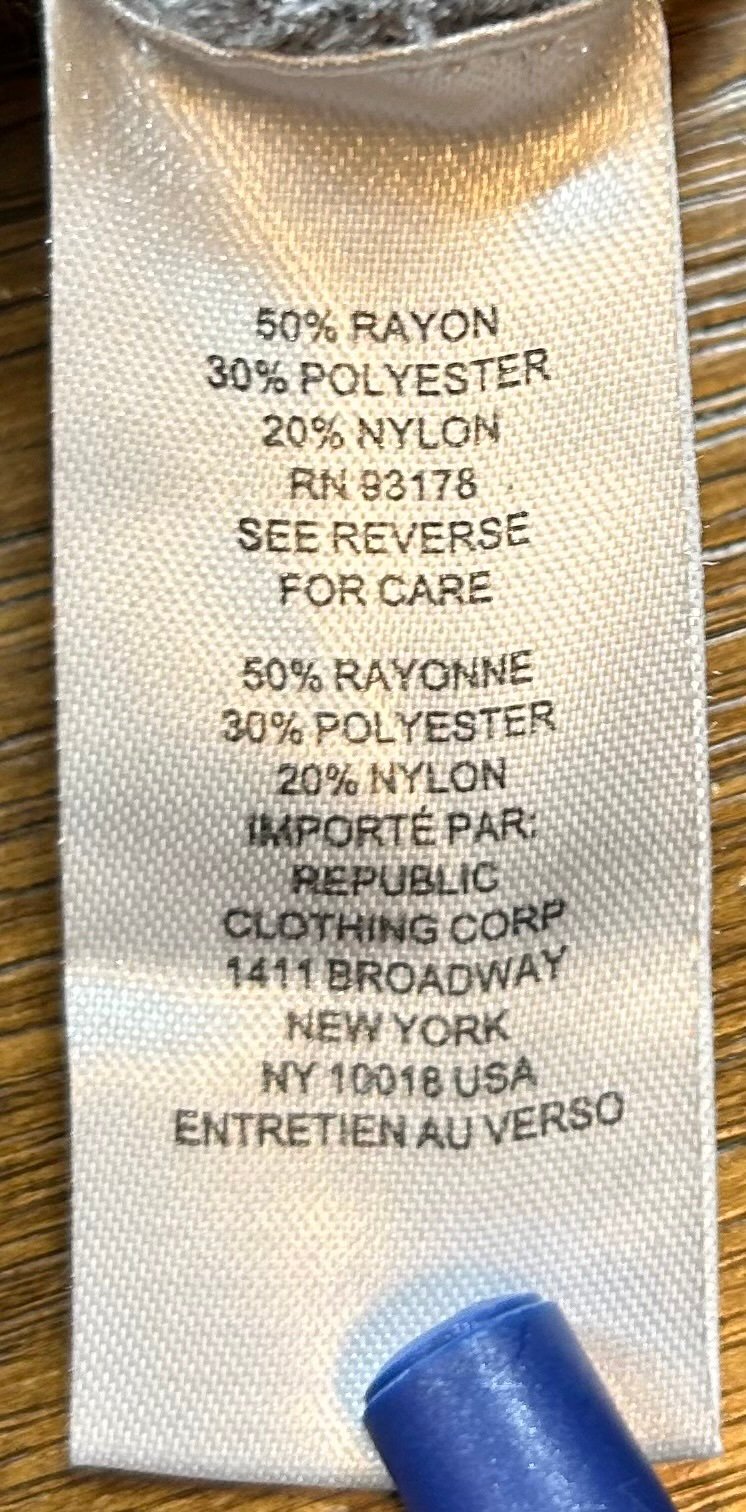 50% RAYON
30% POLYESTER
20% NYLON
RN 93178
SEE REVERSE
FOR CARE
50% RAYONNE
30% POLYESTER
20% NYLON
IMPORTÉ PAR:
REPUBLIC
CLOTHING CORP
1411 BROADWAY
NEW YORK
NY 10018 USA
ENTRETIEN AU VERSO